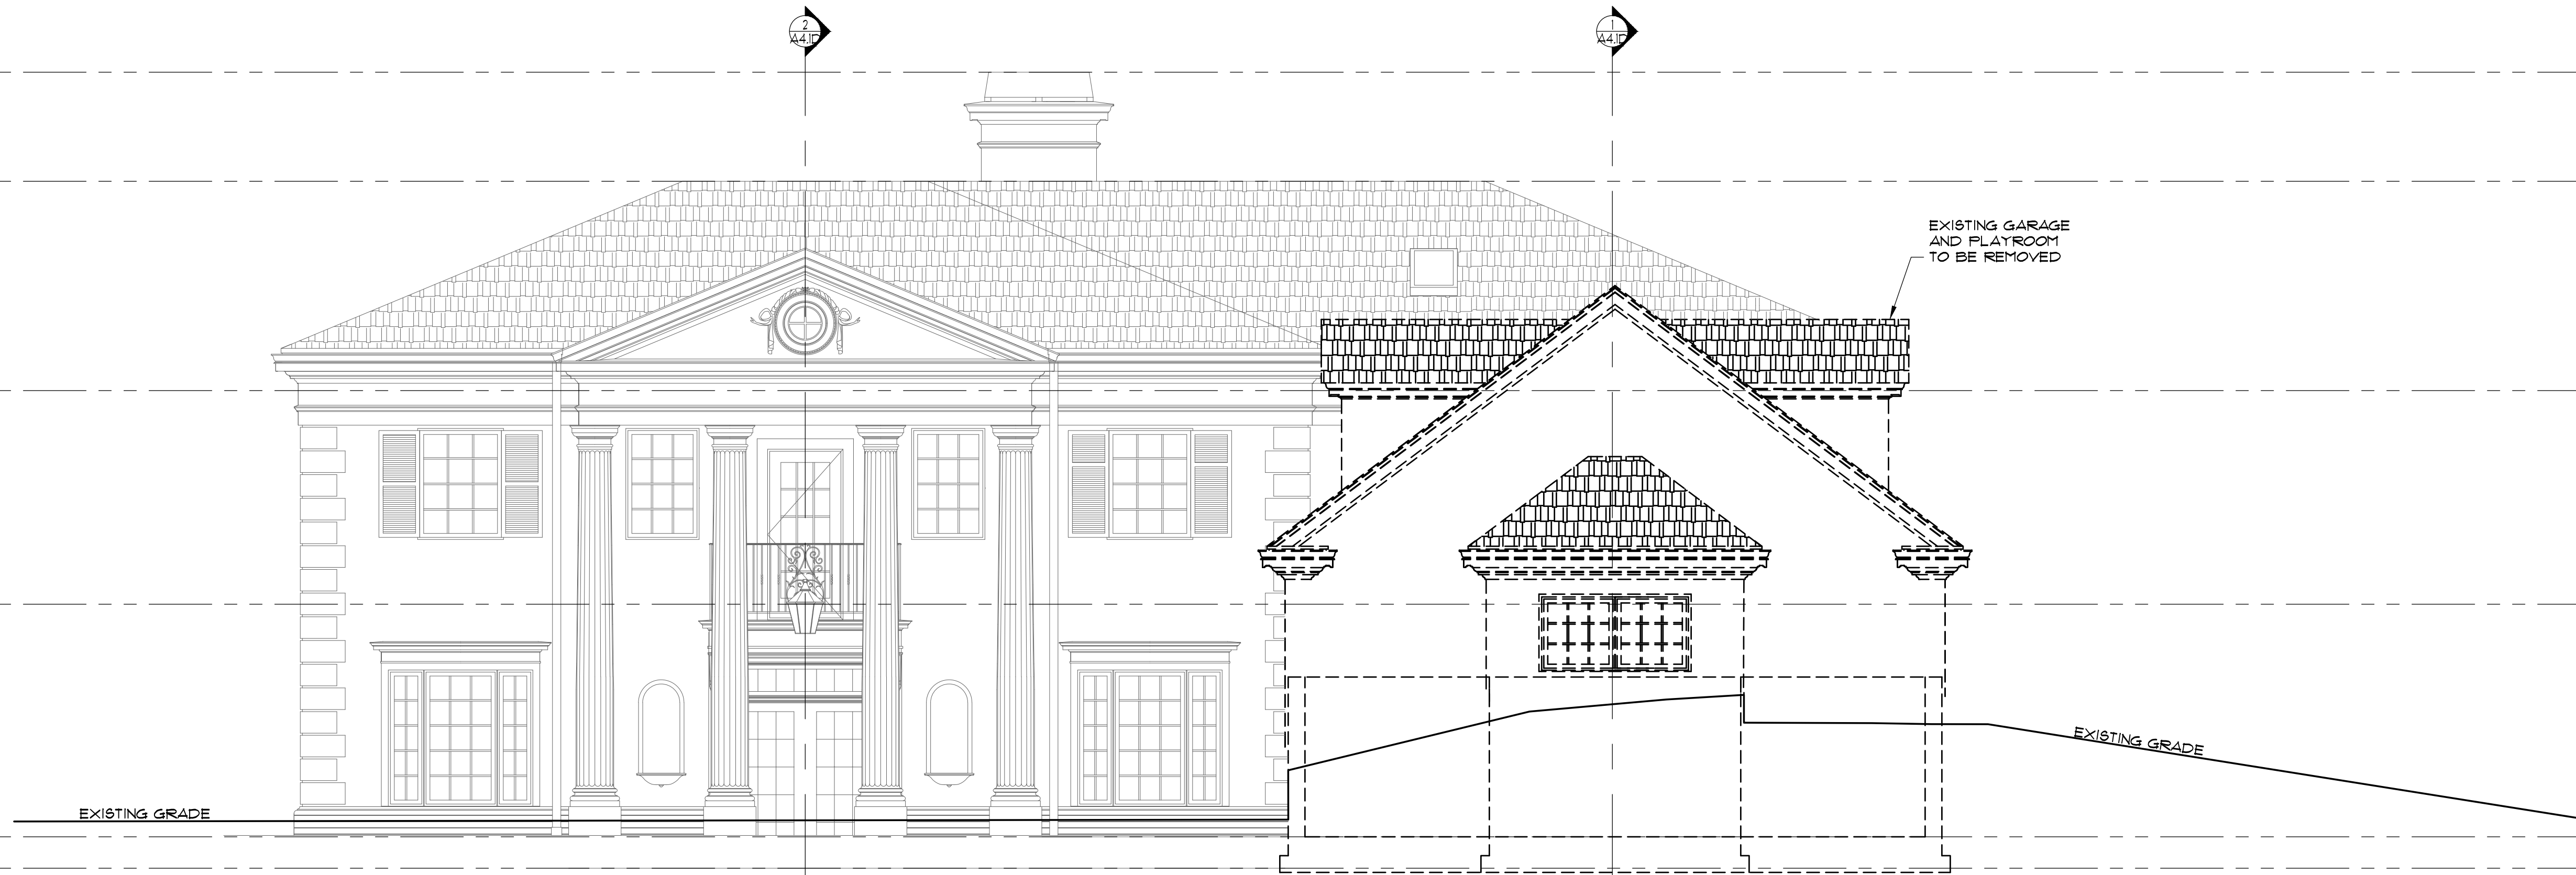 2
A4.1D
1
A4.1D
EXISTING GARAGE
AND PLAYROOM
TO BE REMOVED
EXISTING GRADE
EXISTING GRADE